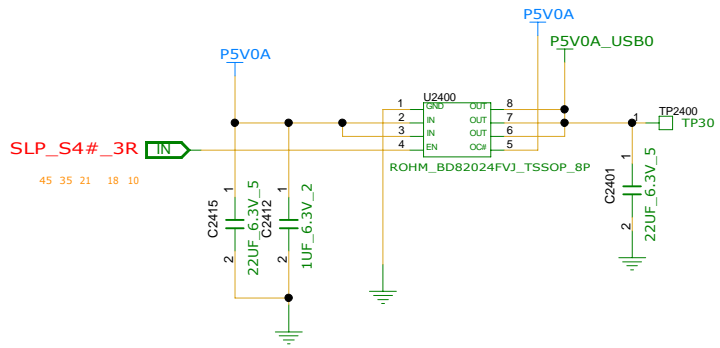 P5V0A
P5V0A_USB0
P5V0A
U2400
1 GND OUT 8
2 IN OUT 7
3 IN OUT 6
4 EN OC# 5
ROHM_BD82024FVJ_TSSOP_8P
1 TP2400
TP30
SLP_S4#_3R IN
45 35 21 18 10
1
C2415
22UF_6.3V_5
2
1
C2412
1UF_6.3V_2
2
1
C2401
22UF_6.3V_5
2